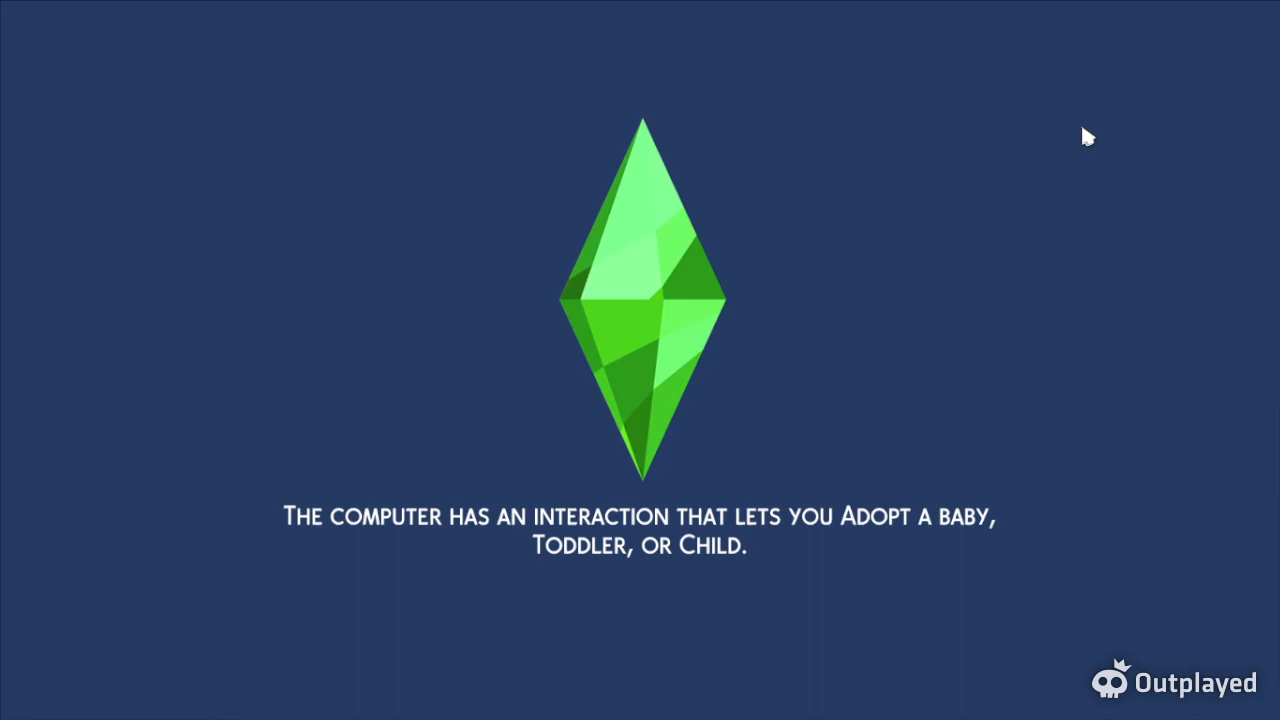 The computer has an interaction that lets you Adopt a baby,
Toddler, or Child.
Outplayed